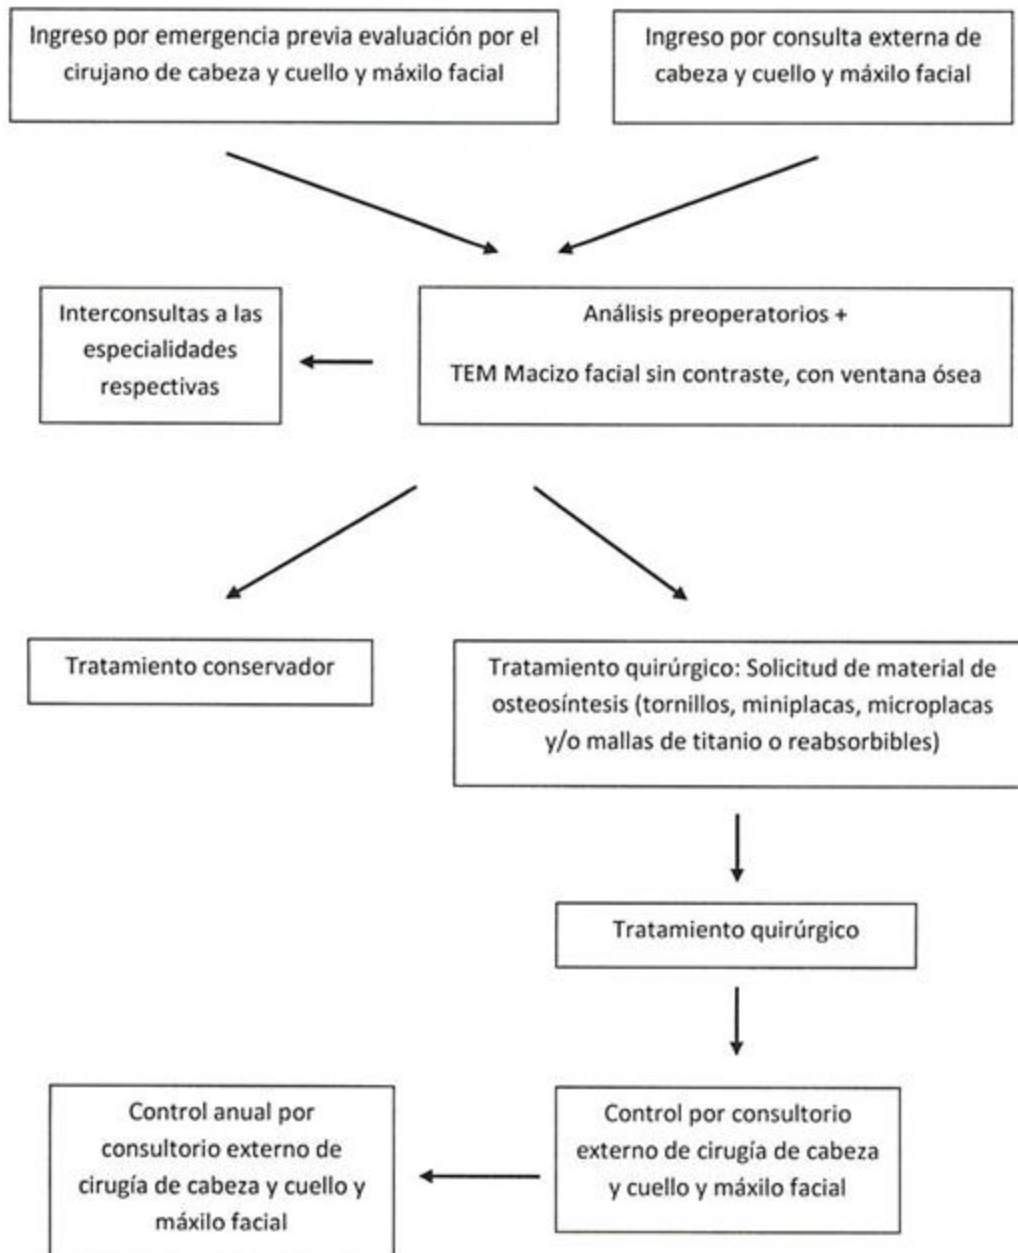 Ingreso por emergencia previa evaluación por el
cirujano de cabeza y cuello y máxilo facial
Ingreso por consulta externa de
cabeza y cuello y máxilo facial
Interconsultas a las
especialidades
respectivas
Análisis preoperatorios +
TEM Macizo facial sin contraste, con ventana ósea
Tratamiento conservador
Tratamiento quirúrgico: Solicitud de material de
osteosíntesis (tornillos, miniplacas, microplacas
y/o mallas de titanio o reabsorbibles)
Tratamiento quirúrgico
Control por consultorio
externo de cirugía de cabeza
y cuello y máxilo facial
Control anual por
consultorio externo de
cirugía de cabeza y cuello y
máxilo facial